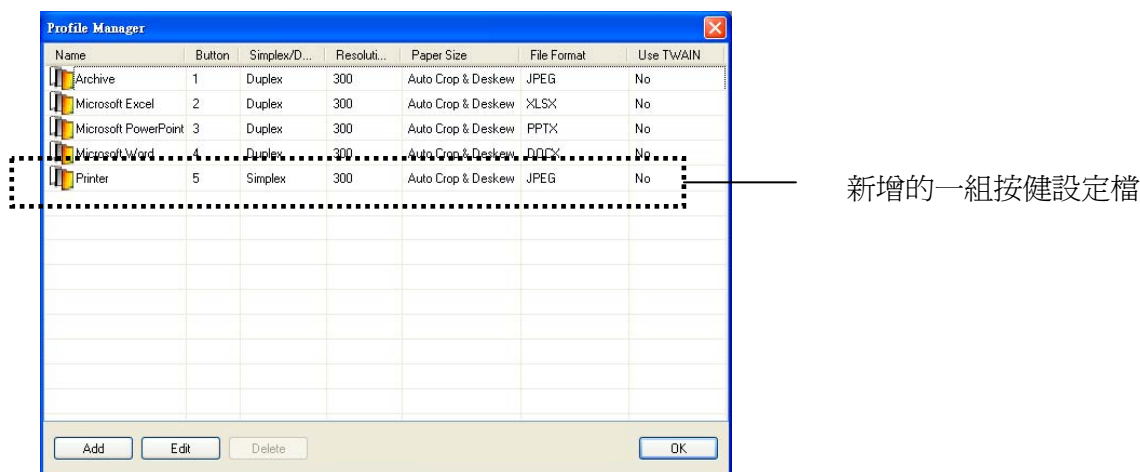 Profile Manager
Name Button Simplex/D... Resoluti... Paper Size File Format Use TWAIN
Archive 1 Duplex 300 Auto Crop & Deskew JPEG No
Microsoft Excel 2 Duplex 300 Auto Crop & Deskew XLSX No
Microsoft PowerPoint 3 Duplex 300 Auto Crop & Deskew PPTX No
Microsoft Word 4 Duplex 300 Auto Crop & Deskew DOCX No
Printer 5 Simplex 300 Auto Crop & Deskew JPEG No
新增的一組按健設定檔
Add Edit Delete OK